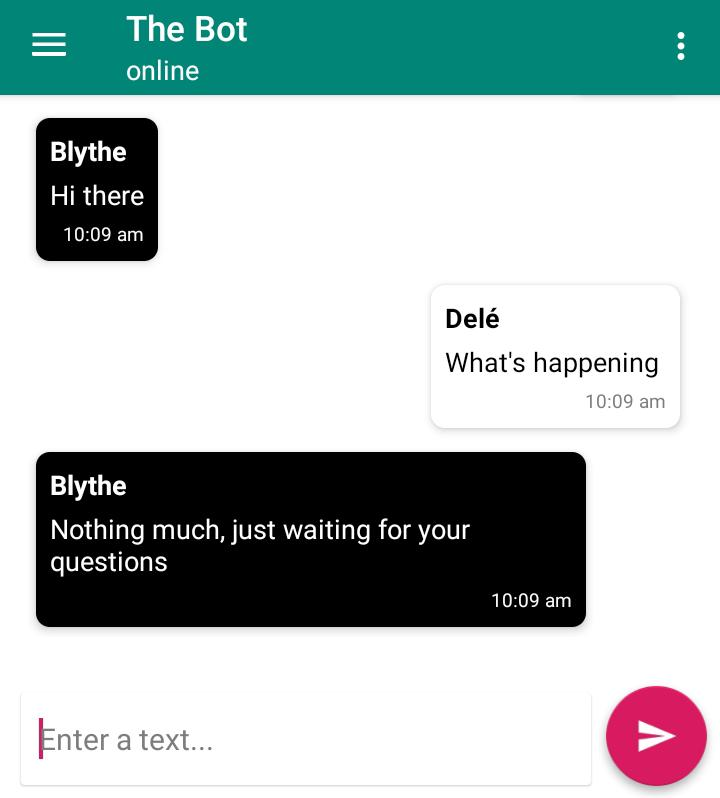 The Bot
online
Blythe
Hi there
10:09 am
Delé
What's happening
10:09 am
Blythe
Nothing much, just waiting for your
questions
10:09 am
Enter a text...